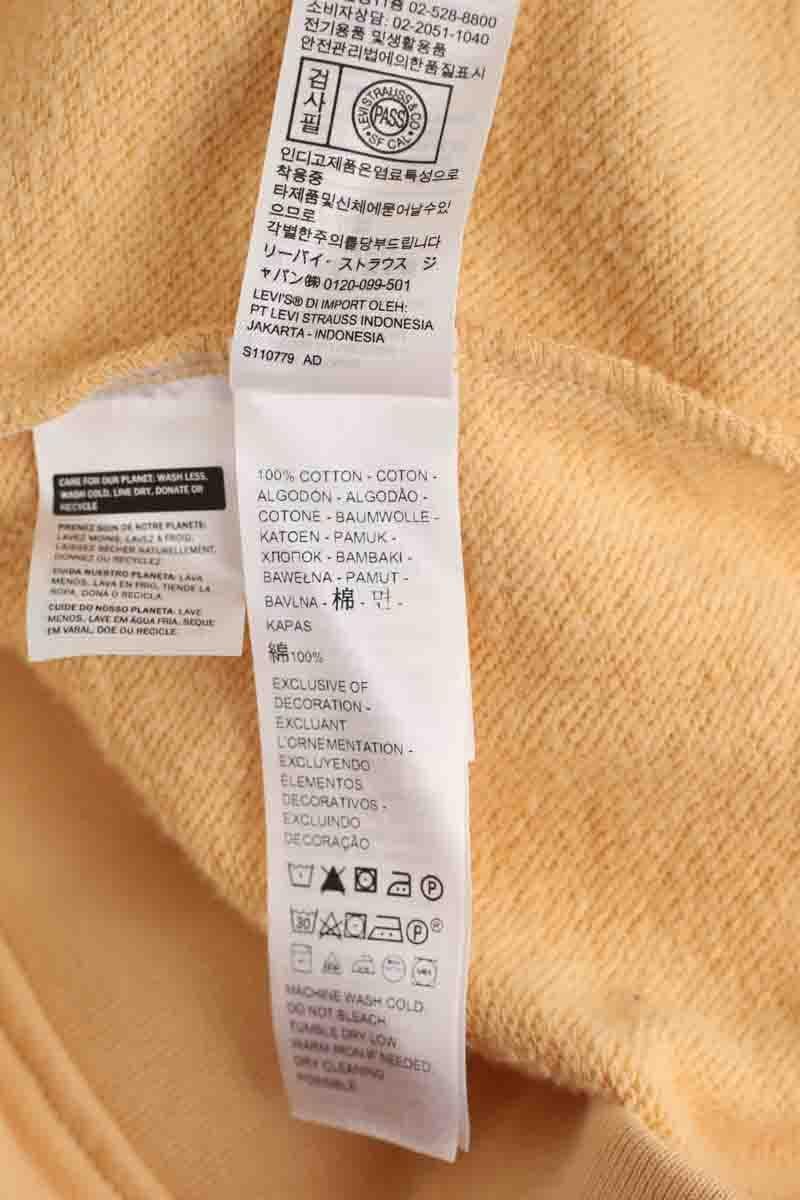 11층 02-528-8800
소비자상담: 02-2051-1040
전기용품 및생활용품
안전관리법에의한품질표시
검사필
LEVI STRAUSS & CO
PASS
SF CAL
인디고제품은염료특성으로
착용중
타제품및신체에묻어날수있
으므로
각별한주의를당부드립니다
リーバイ・ストラウス ジ
ャパン㈱ 0120-099-501
LEVI'S® DI IMPORT OLEH:
PT LEVI STRAUSS INDONESIA
JAKARTA - INDONESIA
S110779 AD
CARE FOR OUR PLANET: WASH LESS,
WASH COLD, LINE DRY, DONATE OR
RECYCLE
PRENEZ SOIN DE NOTRE PLANÈTE:
LAVEZ MOINS, LAVEZ À FROID,
LAISSEZ SÉCHER NATURELLEMENT,
DONNEZ OU RECYCLEZ
CUIDA NUESTRO PLANETA: LAVA
MENOS, LAVA EN FRÍO, TIENDE LA
ROPA, DONA O RECICLA.
CUIDE DO NOSSO PLANETA: LAVE
MENOS, LAVE EM ÁGUA FRIA, SEQUE
EM VARAL, DOE OU RECICLE.
100% COTTON - COTON -
ALGODÓN - ALGODÃO -
COTONE - BAUMWOLLE -
KATOEN - PAMUK -
ХЛОПОК - BAMBAKI -
BAWEŁNA - PAMUT -
BAVLNA - 棉 - 면 -
KAPAS
綿100%
EXCLUSIVE OF
DECORATION -
EXCLUANT
L'ORNEMENTATION -
EXCLUYENDO
ELEMENTOS
DECORATIVOS -
EXCLUINDO
DECORAÇÃO
P
30 P ®
MACHINE WASH COLD.
DO NOT BLEACH.
TUMBLE DRY LOW.
WARM IRON IF NEEDED.
DRY CLEANING
POSSIBLE